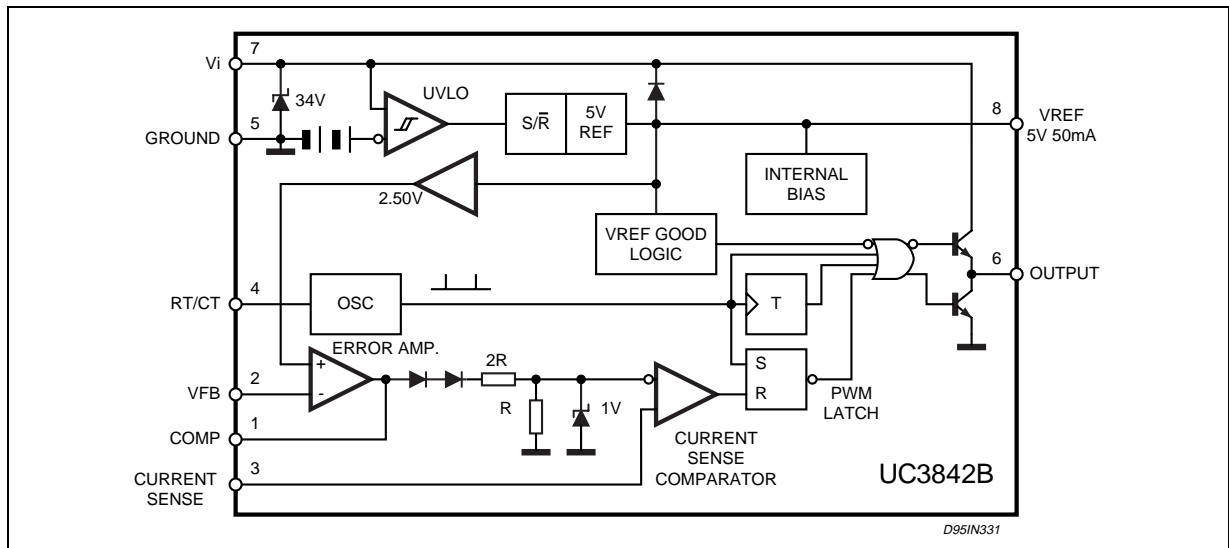 7
Vi
34V
UVLO
S/R̅
5V
REF
8
VREF
5V 50mA
5
GROUND
INTERNAL
BIAS
2.50V
VREF GOOD
LOGIC
6
OUTPUT
4
RT/CT
OSC
T
ERROR AMP.
2R
S
+
2
VFB
-
R
1V
R
PWM
LATCH
1
COMP
CURRENT
SENSE
COMPARATOR
3
CURRENT
SENSE
UC3842B
D95IN331